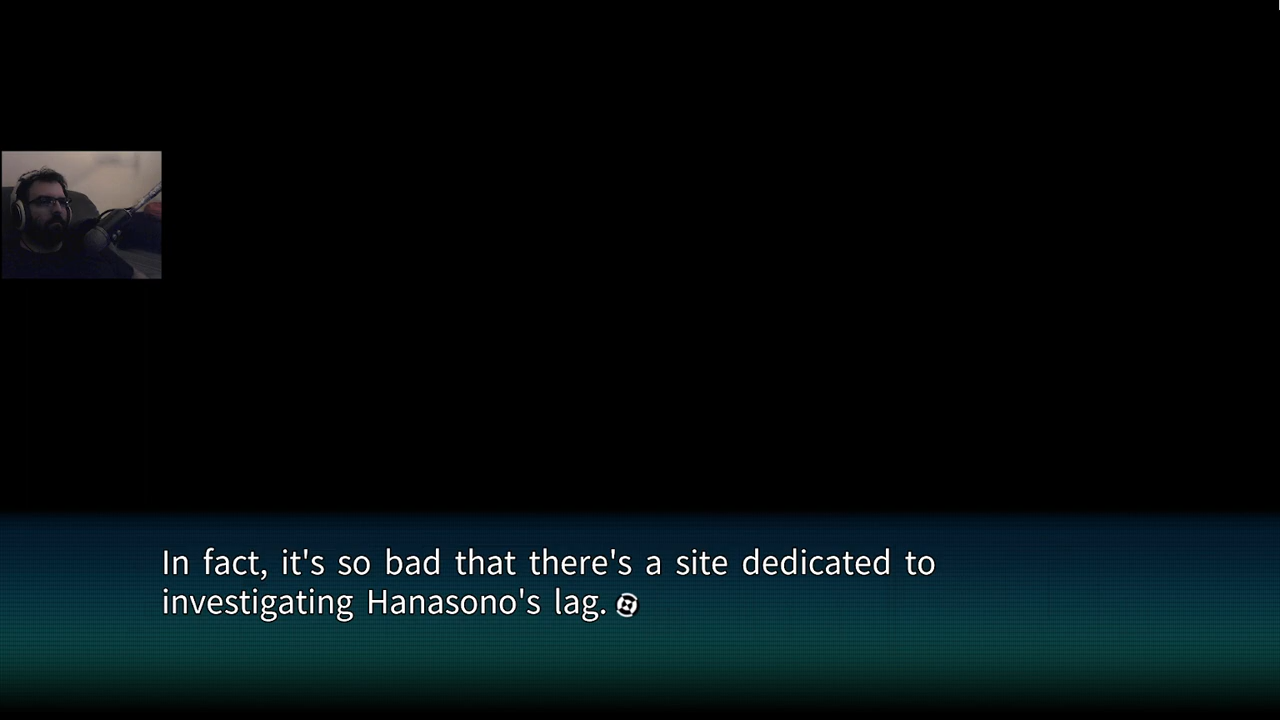 In fact, it's so bad that there's a site dedicated to
investigating Hanasono's lag.